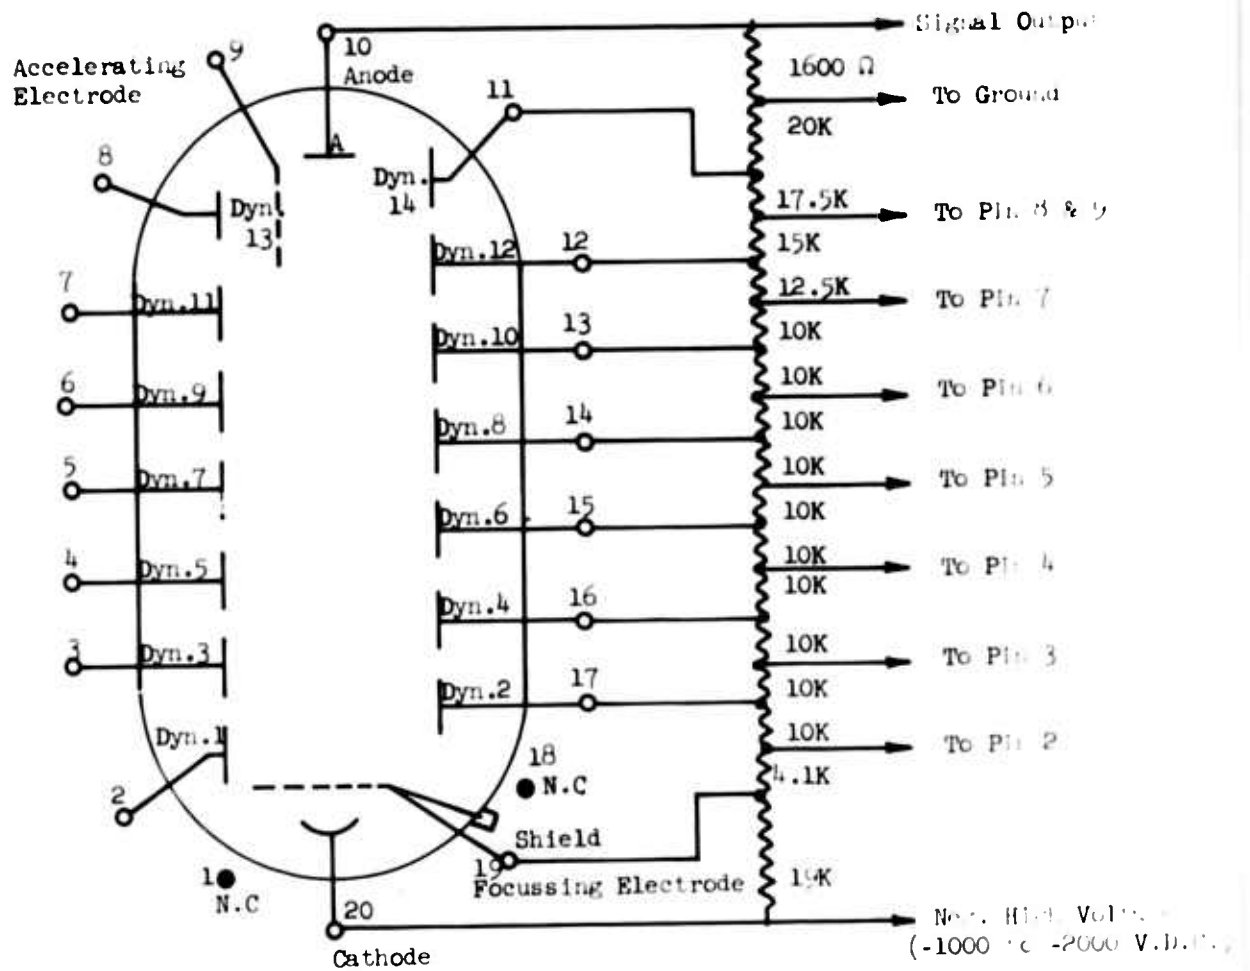 Signal Output
9
10
Accelerating
Electrode
Anode
1600 Ω
11
To Ground
20K
A
8
Dyn.
14
Dyn.
13
17.5K
To Pin 8 & 9
Dyn.12
12
15K
7
Dyn.11
12.5K
To Pin 7
Dyn.10
13
10K
6
Dyn.9
10K
To Pin 6
Dyn.8
14
10K
5
Dyn.7
10K
To Pin 5
Dyn.6
15
10K
4
Dyn.5
10K
To Pin 4
10K
Dyn.4
16
3
Dyn.3
10K
To Pin 3
Dyn.2
17
10K
Dyn.1
10K
To Pin 2
18
N.C
4.1K
2
Shield
19
Focussing Electrode
19K
1
N.C
20
Cathode
High
(-1000 -2000